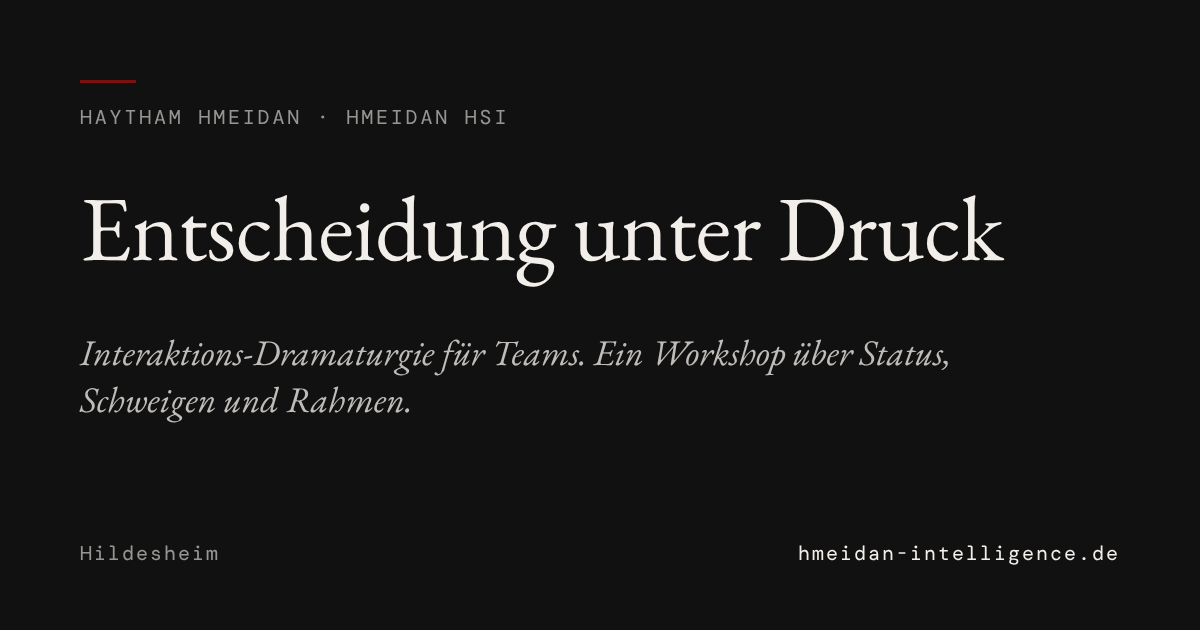 HAYTHAM HMEIDAN · HMEIDAN HSI
Entscheidung unter Druck
Interaktions-Dramaturgie für Teams. Ein Workshop über Status,
Schweigen und Rahmen.
Hildesheim
hmeidan-intelligence.de